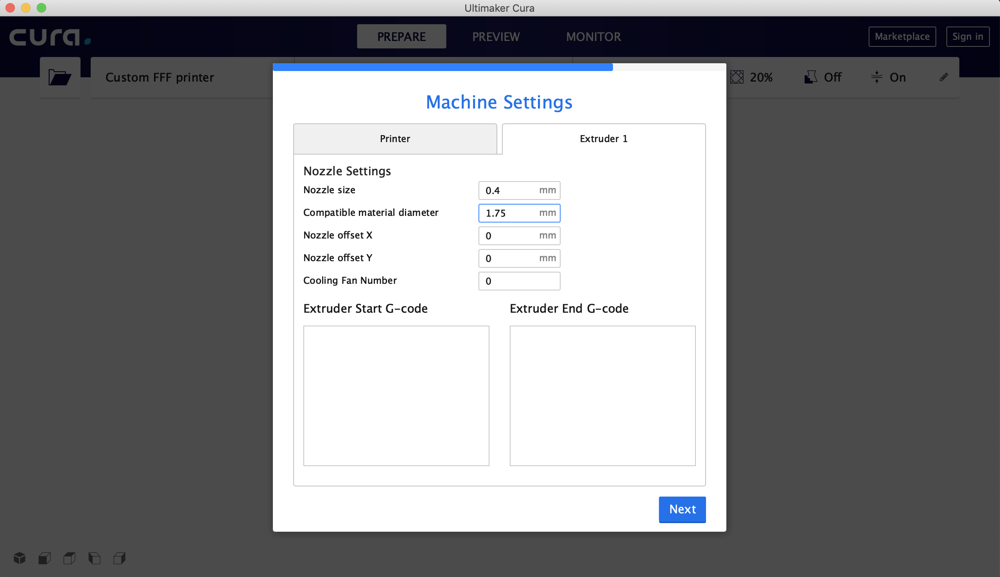 Ultimaker Cura
cura.
PREPARE PREVIEW MONITOR
Marketplace Sign in
Custom FFF printer
20% Off On
Machine Settings
Printer Extruder 1
Nozzle Settings
Nozzle size 0.4 mm
Compatible material diameter 1.75 mm
Nozzle offset X 0 mm
Nozzle offset Y 0 mm
Cooling Fan Number 0
Extruder Start G-code Extruder End G-code
Next